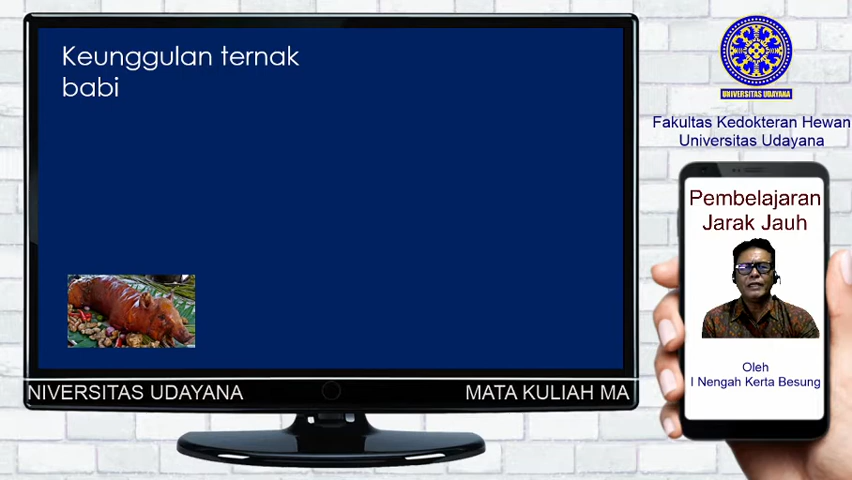 Keunggulan ternak
babi
NIVERSITAS UDAYANA
MATA KULIAH MA
UNIVERSITAS UDAYANA
Fakultas Kedokteran Hewan
Universitas Udayana
Pembelajaran
Jarak Jauh
Oleh
I Nengah Kerta Besung